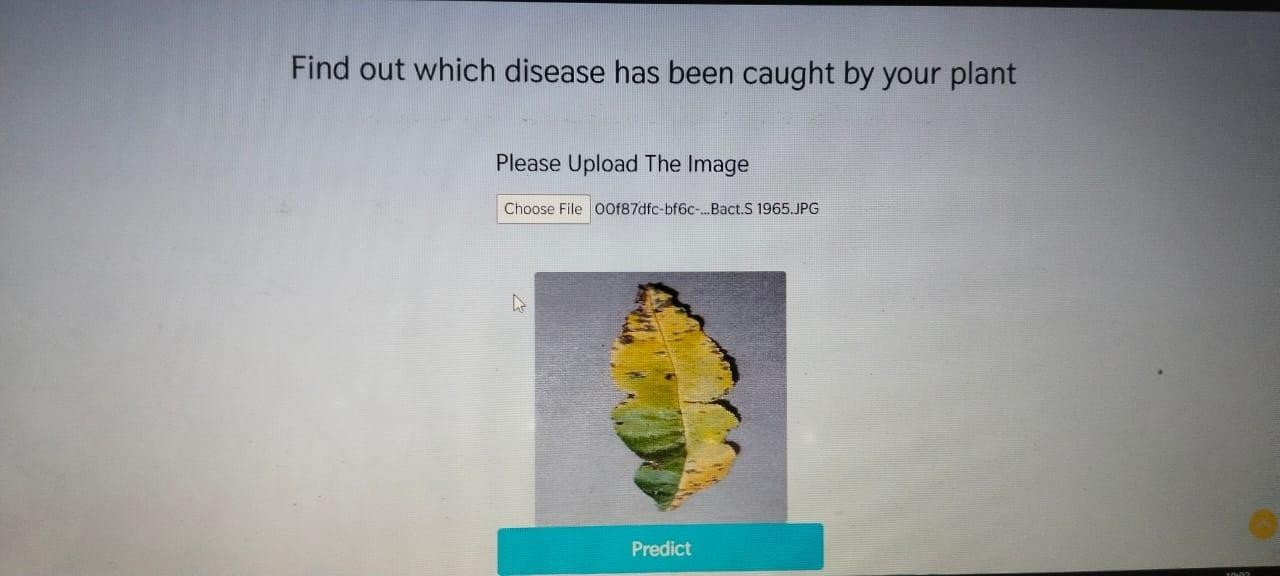 Find out which disease has been caught by your plant
Please Upload The Image
Choose File 00f87dfc-bf6c-...Bact.S 1965.JPG
Predict